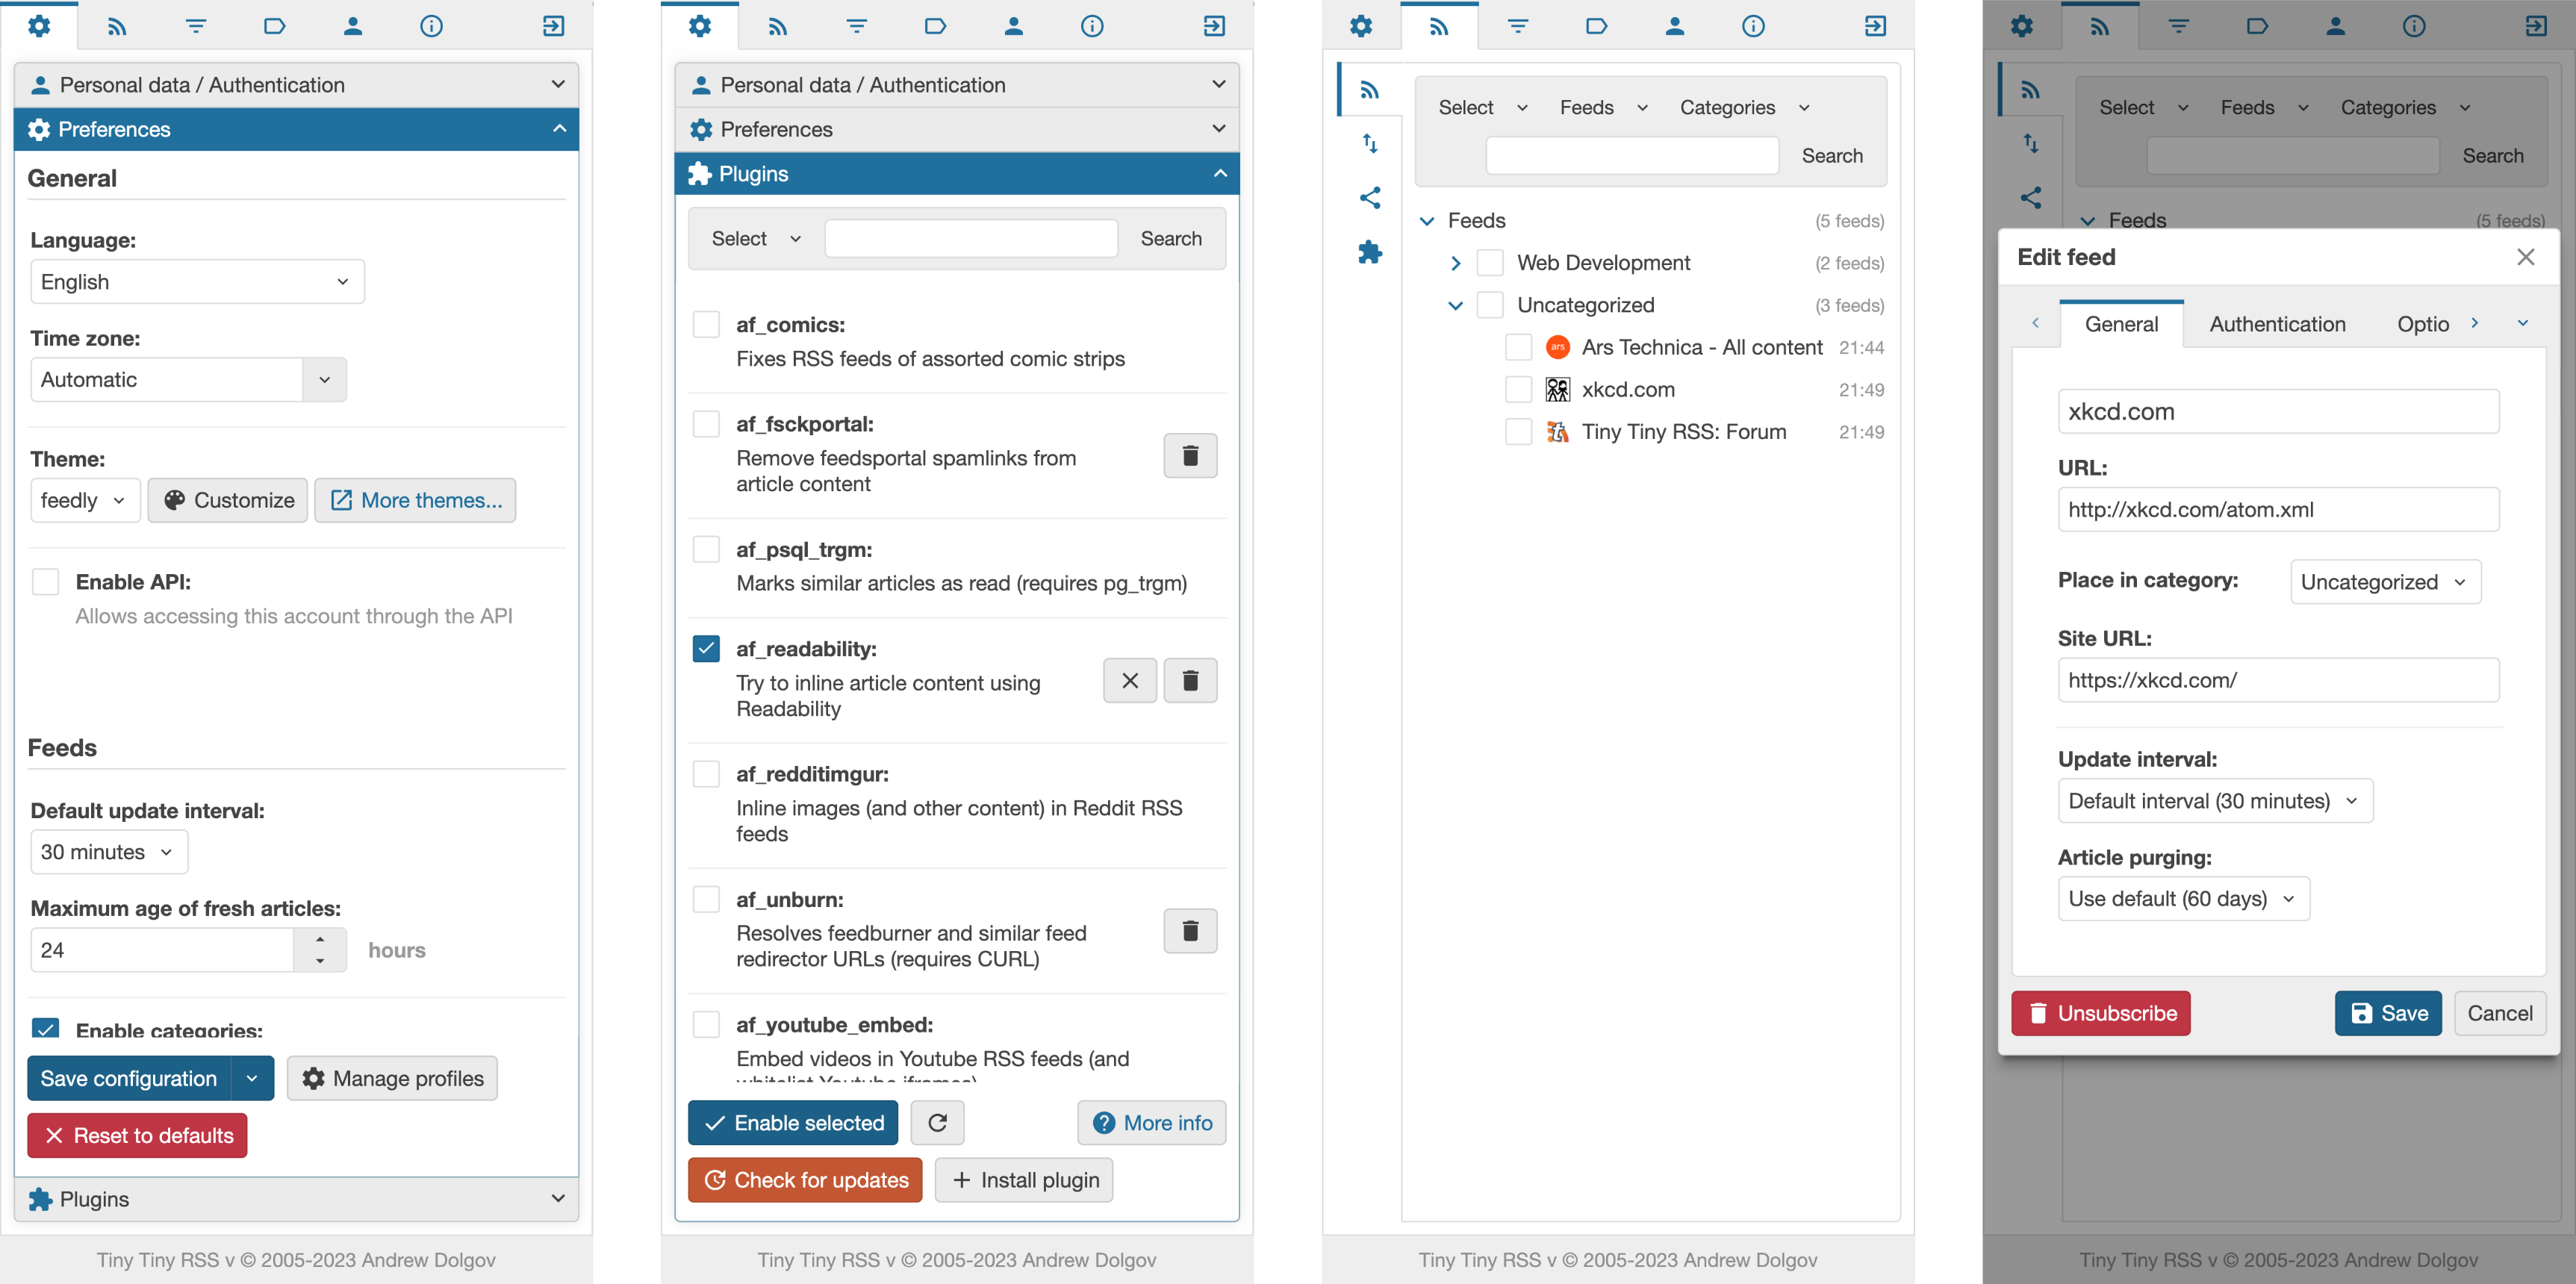 Personal data / Authentication
Preferences
General
Language:
English
Time zone:
Automatic
Theme:
feedly
Customize
More themes...
Enable API:
Allows accessing this account through the API
Feeds
Default update interval:
30 minutes
Maximum age of fresh articles:
24
hours
Enable categories:
Save configuration
Manage profiles
Reset to defaults
Plugins
Tiny Tiny RSS v © 2005-2023 Andrew Dolgov
Personal data / Authentication
Preferences
Plugins
Select
Search
af_comics:
Fixes RSS feeds of assorted comic strips
af_fsckportal:
Remove feedsportal spamlinks from
article content
af_psql_trgm:
Marks similar articles as read (requires pg_trgm)
af_readability:
Try to inline article content using
Readability
af_redditimgur:
Inline images (and other content) in Reddit RSS
feeds
af_unburn:
Resolves feedburner and similar feed
redirector URLs (requires CURL)
af_youtube_embed:
Embed videos in Youtube RSS feeds (and
whitelist Youtube iframes)
Enable selected
More info
Check for updates
Install plugin
Tiny Tiny RSS v © 2005-2023 Andrew Dolgov
Select Feeds Categories
Search
Feeds (5 feeds)
Web Development (2 feeds)
Uncategorized (3 feeds)
ars Ars Technica - All content 21:44
xkcd.com 21:49
Tiny Tiny RSS: Forum 21:49
Tiny Tiny RSS v © 2005-2023 Andrew Dolgov
Select Feeds Categories
Search
Feeds (5 feeds)
Edit feed
General Authentication Optio
xkcd.com
URL:
http://xkcd.com/atom.xml
Place in category: Uncategorized
Site URL:
https://xkcd.com/
Update interval:
Default interval (30 minutes)
Article purging:
Use default (60 days)
Unsubscribe
Save
Cancel
Tiny Tiny RSS v © 2005-2023 Andrew Dolgov